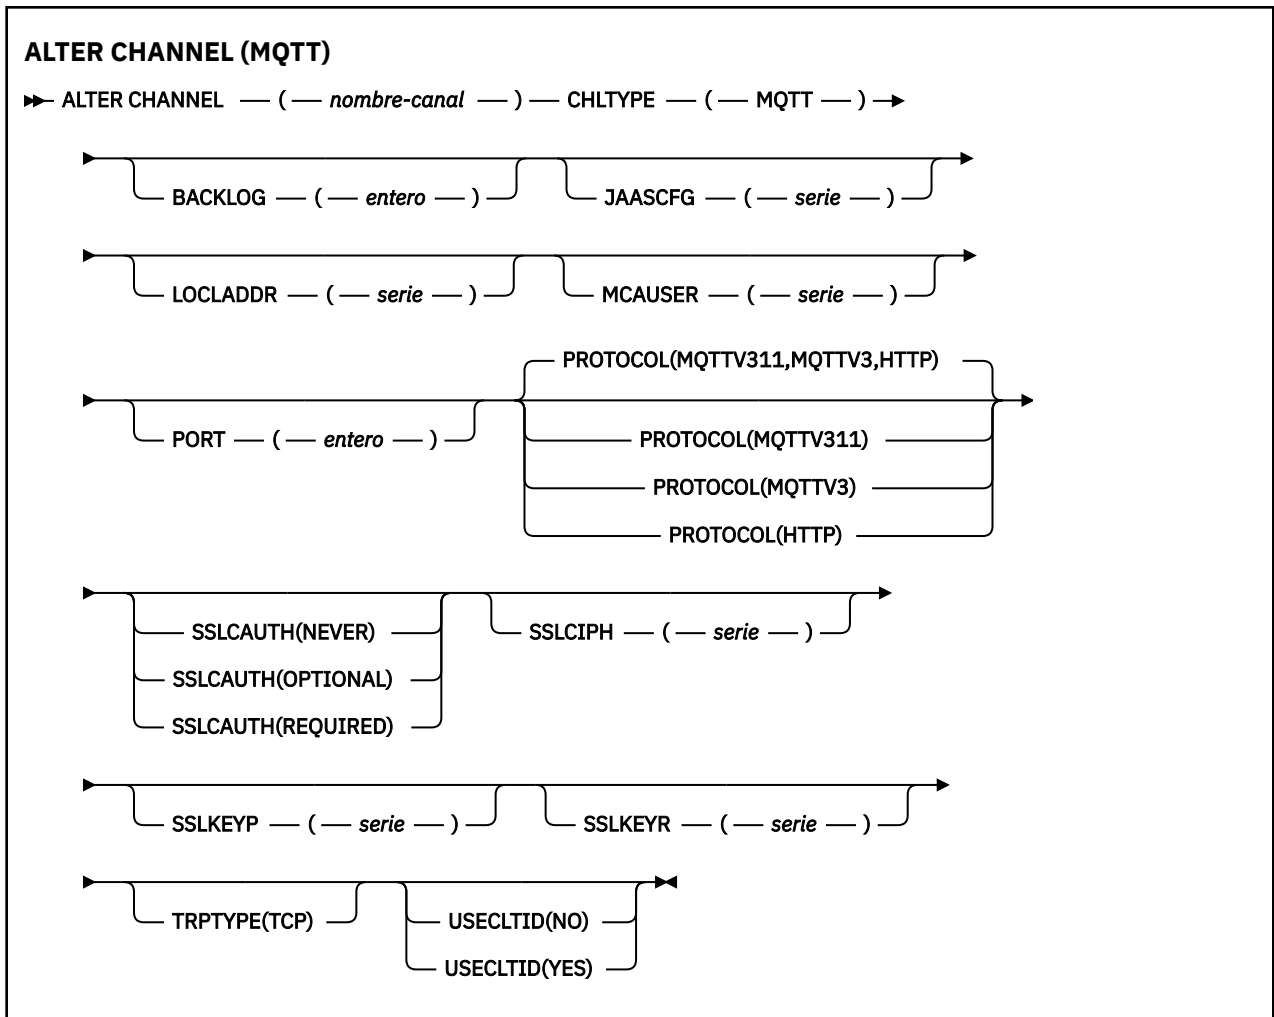 ALTER CHANNEL (MQTT)
ALTER CHANNEL ( nombre-canal ) CHLTYPE ( MQTT )
BACKLOG ( entero ) JAASCFG ( serie )
LOCLADDR ( serie ) MCAUSER ( serie )
PROTOCOL(MQTTV311,MQTTV3,HTTP)
PORT ( entero ) PROTOCOL(MQTTV311)
PROTOCOL(MQTTV3)
PROTOCOL(HTTP)
SSLCAUTH(NEVER) SSLCIPH ( serie )
SSLCAUTH(OPTIONAL)
SSLCAUTH(REQUIRED)
SSLKEYP ( serie ) SSLKEYR ( serie )
TRPTYPE(TCP) USECLTID(NO)
USECLTID(YES)